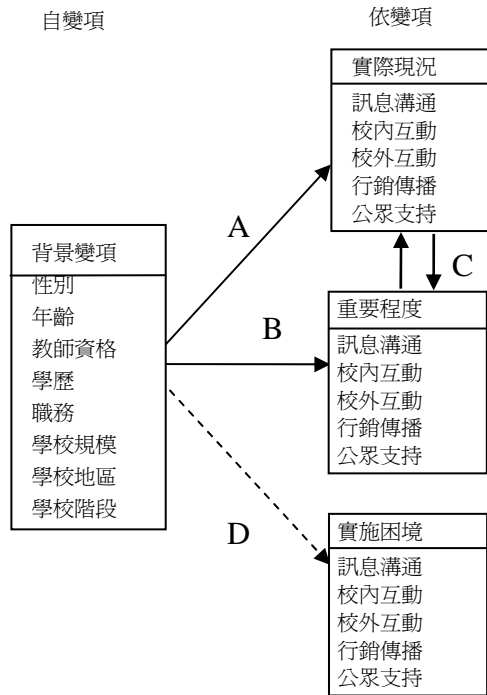 自變項
依變項
實際現況
訊息溝通
校內互動
校外互動
行銷傳播
公眾支持
A
背景變項
性別
年齡
教師資格
學歷
職務
學校規模
學校地區
學校階段
B
C
重要程度
訊息溝通
校內互動
校外互動
行銷傳播
公眾支持
D
實施困境
訊息溝通
校內互動
校外互動
行銷傳播
公眾支持